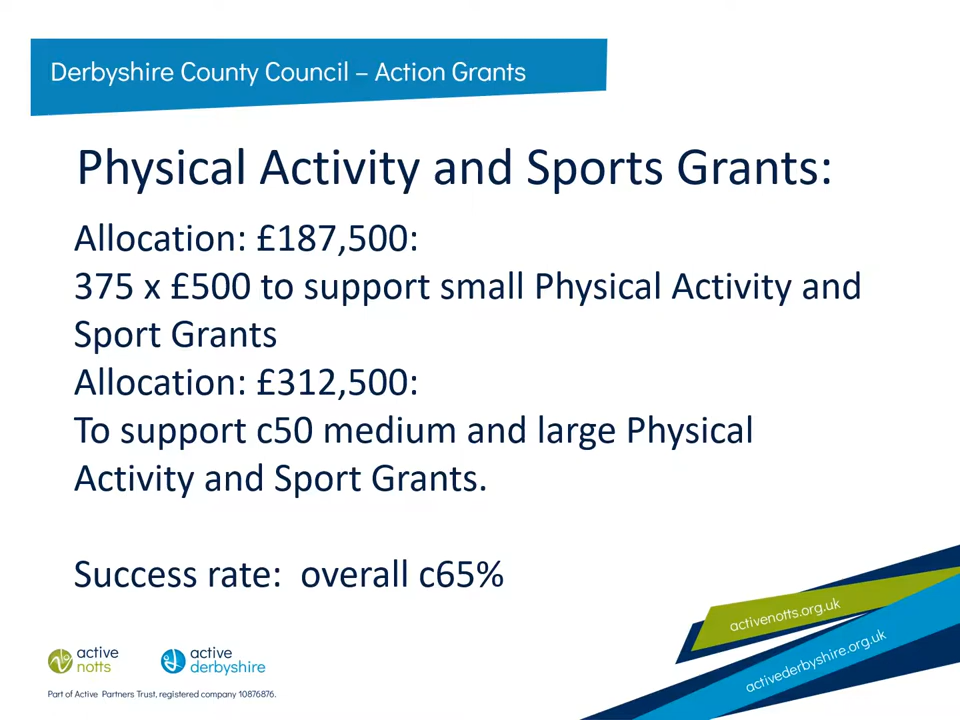 Derbyshire County Council – Action Grants
Physical Activity and Sports Grants:
Allocation: £187,500:
375 x £500 to support small Physical Activity and
Sport Grants
Allocation: £312,500:
To support c50 medium and large Physical
Activity and Sport Grants.
Success rate:  overall c65%
activenotts.org.uk
activederbyshire.org.uk
active
notts
active
derbyshire
Part of Active Partners Trust, registered company 10876876.